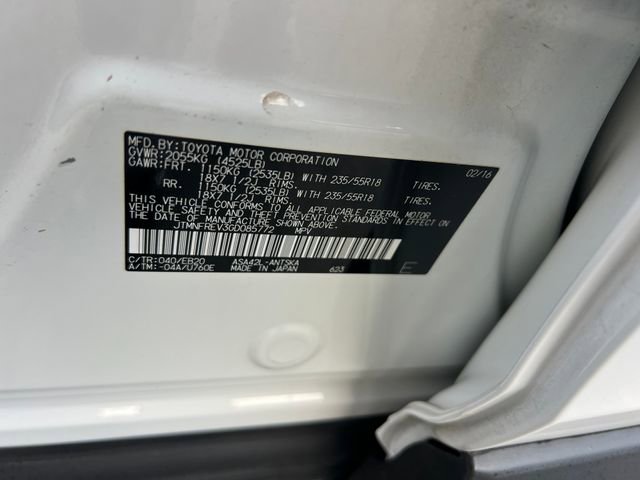 MFD. BY: TOYOTA MOTOR CORPORATION 02/16
GVWR: 2055KG (4525LB)
GAWR: FRT. 1150KG (2535LB) WITH 235/55R18 TIRES.
18X7 1/2J RIMS.
RR. 1150KG (2535LB) WITH 235/55R18 TIRES.
18X7 1/2J RIMS.
THIS VEHICLE CONFORMS TO ALL APPLICABLE FEDERAL MOTOR
VEHICLE SAFETY AND THEFT PREVENTION STANDARDS IN EFFECT ON
THE DATE OF MANUFACTURE SHOWN ABOVE.
JTMNFREV3GD085772 MPV
C/TR: 040/EB20 ASA42L-ANTSKA
A/TM: -04A/U760E MADE IN JAPAN 623 E